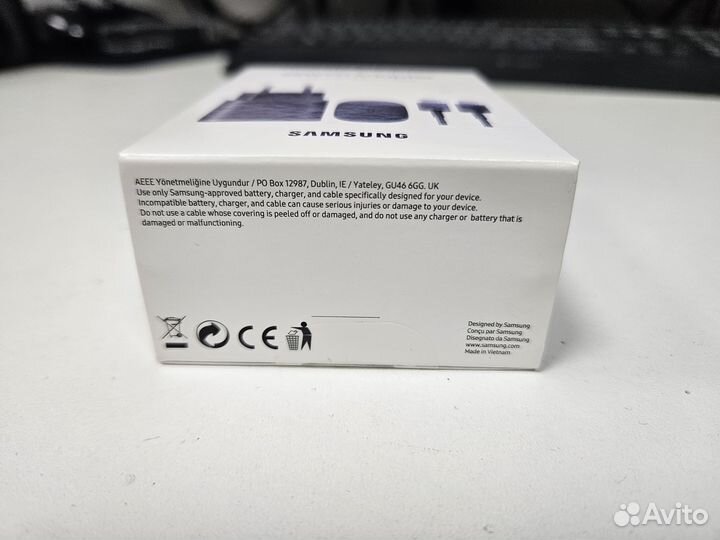 SAMSUNG
AEEE Yönetmeliğine Uygundur / PO Box 12987, Dublin, IE / Yateley, GU46 6GG. UK
Use only Samsung-approved battery, charger, and cable specifically designed for your device.
Incompatible battery, charger, and cable can cause serious injuries or damage to your device.
Do not use a cable whose covering is peeled off or damaged, and do not use any charger or battery that is
damaged or malfunctioning.
CE
Designed by Samsung
Conçu par Samsung
Disegnato da Samsung
www.samsung.com
Made in Vietnam
Avito